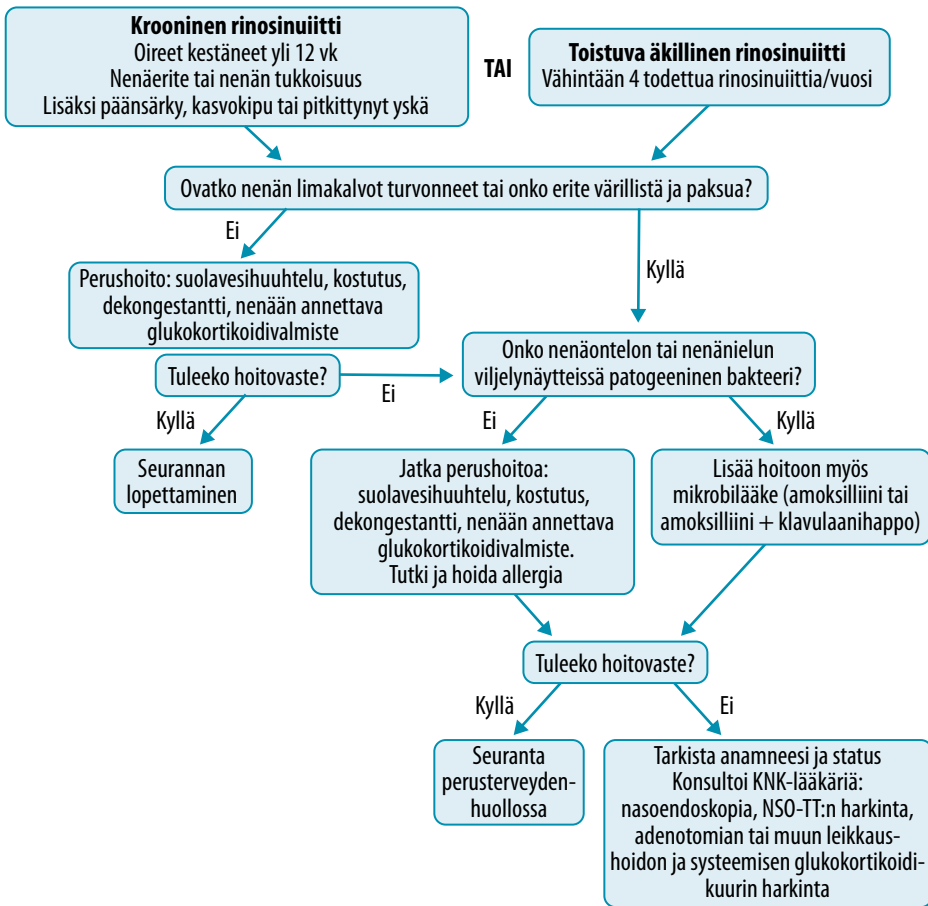 Krooninen rinosinuiitti
Oireet kestäneet yli 12 vk
Nenäerite tai nenän tukkoisuus
Lisäksi päänsärky, kasvokipu tai pitkittynyt yskä
TAI
Toistuva äkillinen rinosinuiitti
Vähintään 4 todettua rinosinuiittia/vuosi
Ovatko nenän limakalvot turvonneet tai onko erite värillistä ja paksua?
Ei
Kyllä
Perushoito: suolavesihuuhtelu, kostutus,
dekongestantti, nenään annettava
glukokortikoidivalmiste
Tuleeko hoitovaste?
Ei
Onko nenäontelon tai nenänielun
viljelynäytteissä patogeeninen bakteeri?
Kyllä
Ei
Kyllä
Seurannan
lopettaminen
Jatka perushoitoa:
suolavesihuuhtelu, kostutus,
dekongestantti, nenään annettava
glukokortikoidivalmiste.
Tutki ja hoida allergia
Lisää hoitoon myös
mikrobilääke (amoksilliini tai
amoksilliini + klavulaanihappo)
Tuleeko hoitovaste?
Kyllä
Ei
Seuranta
perusterveyden-
huollossa
Tarkista anamneesi ja status
Konsultoi KNK-lääkäriä:
nasoendoskopia, NSO-TT:n harkinta,
adenotomian tai muun leikkaus-
hoidon ja systeemisen glukokortikoidi-
kuurin harkinta